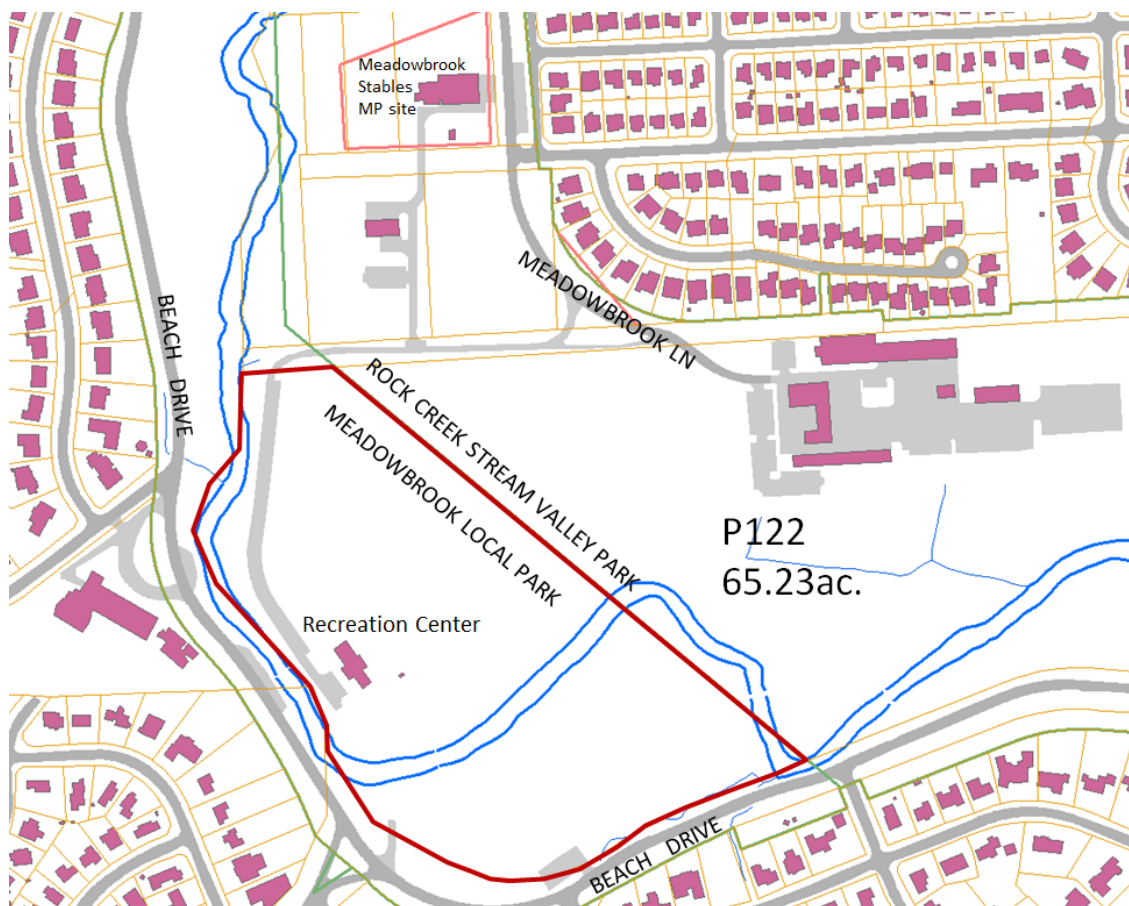 Meadowbrook
Stables
MP site
MEADOWBROOK LN
BEACH DRIVE
ROCK CREEK STREAM VALLEY PARK
MEADOWBROOK LOCAL PARK
P122
65.23ac.
Recreation Center
BEACH DRIVE